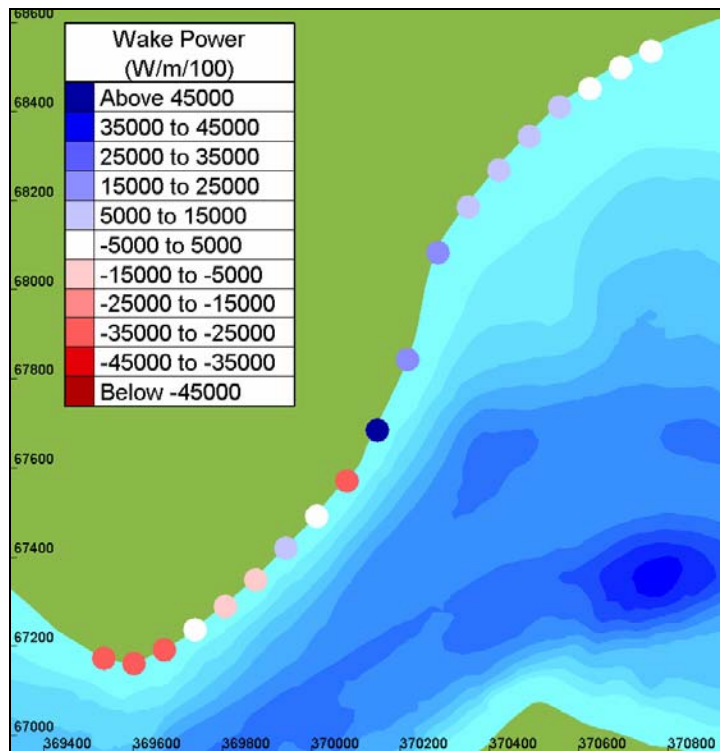 68600
68400
68200
68000
67800
67600
67400
67200
67000
Wake Power
(W/m/100)
Above 45000
35000 to 45000
25000 to 35000
15000 to 25000
5000 to 15000
-5000 to 5000
-15000 to -5000
-25000 to -15000
-35000 to -25000
-45000 to -35000
Below -45000
369400 369600 369800 370000 370200 370400 370600 370800